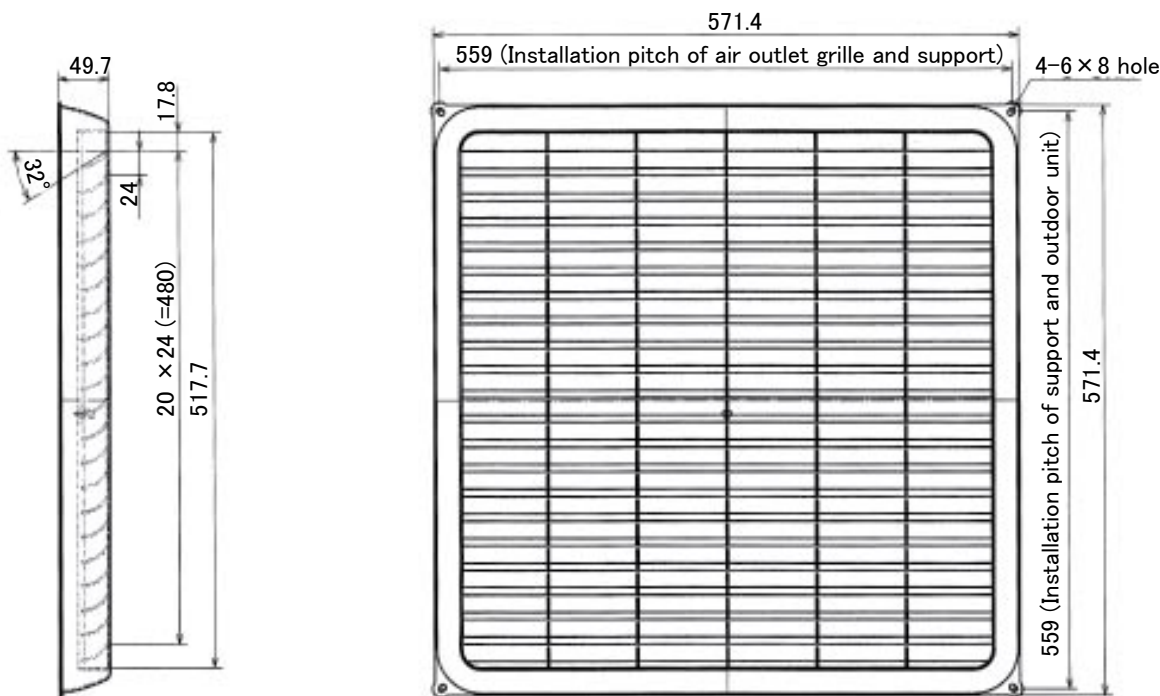 49.7
17.8
32°
24
20 × 24 (=480)
517.7
571.4
559 (Installation pitch of air outlet grille and support)
4-6 × 8 hole
559 (Installation pitch of support and outdoor unit)
571.4